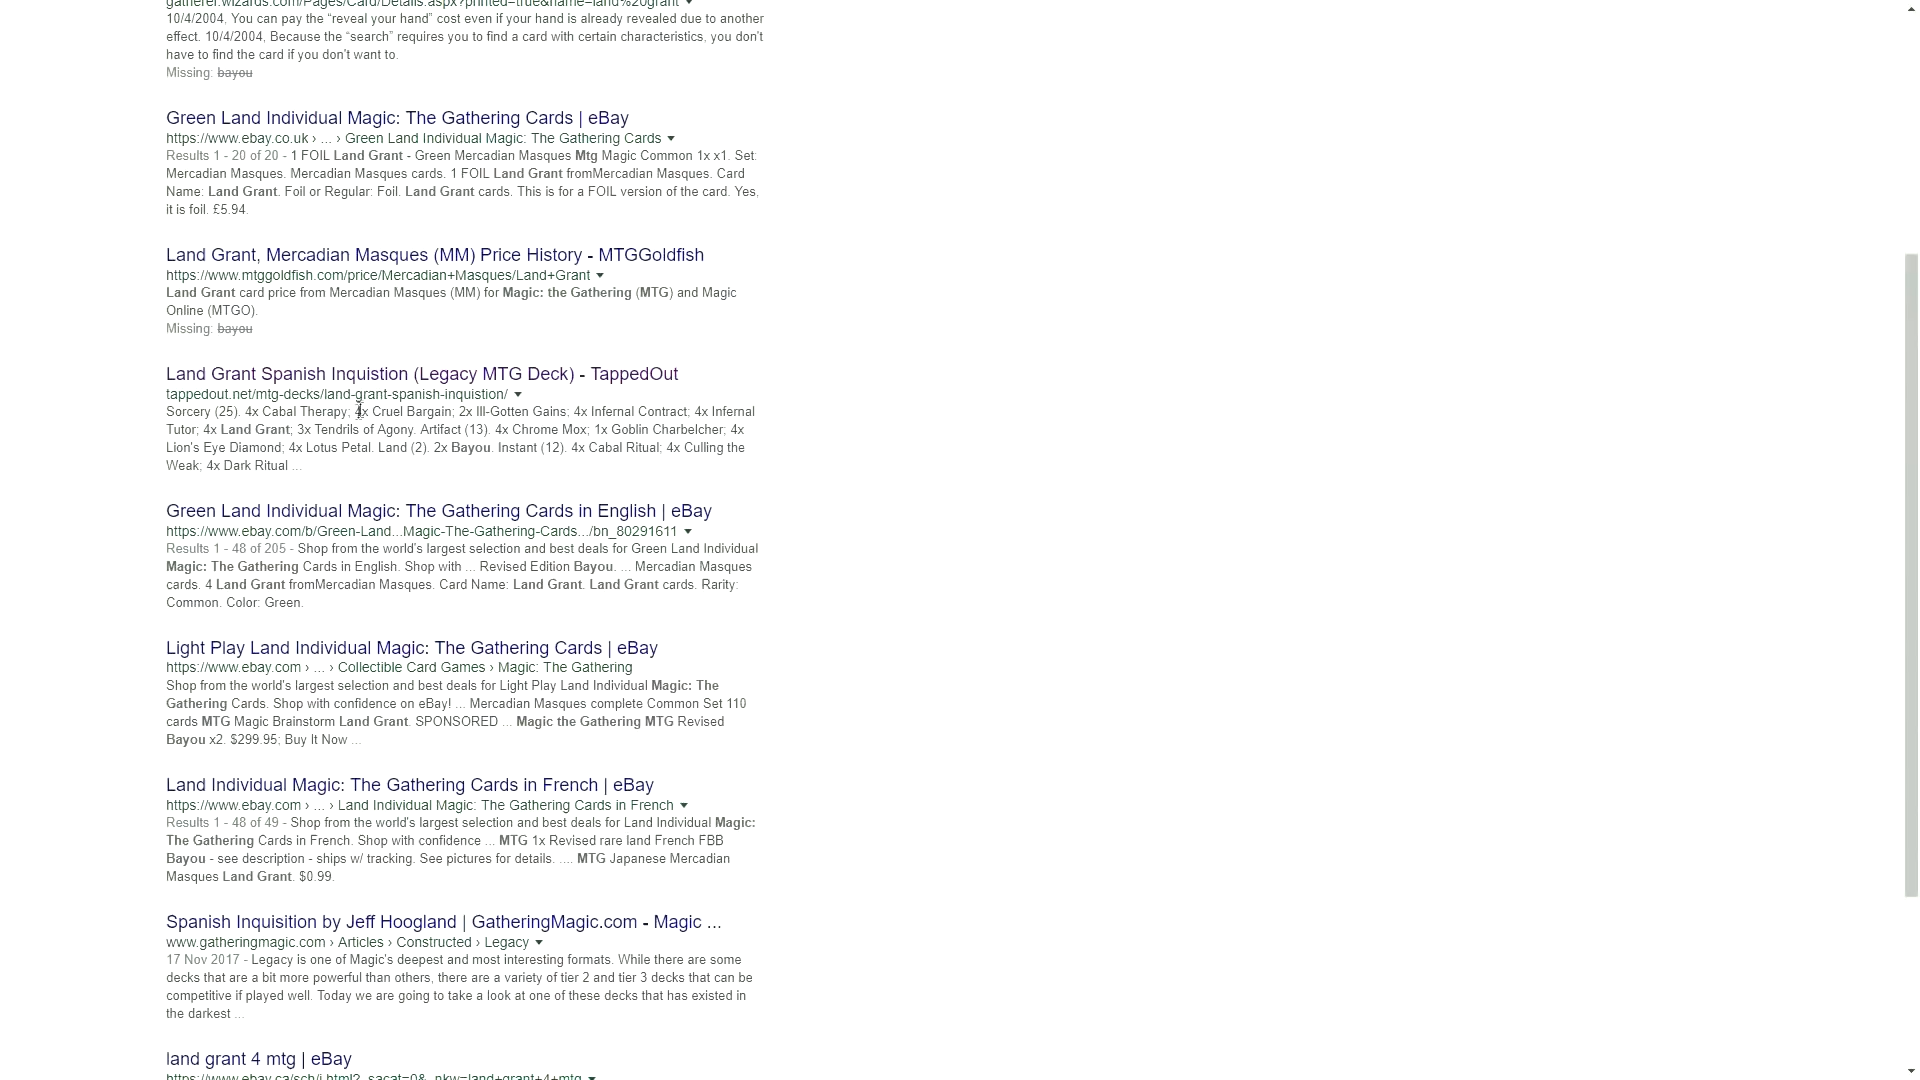 gatherer.wizards.com/Pages/Card/Details.aspx?printed=true&name=land%20grant
10/4/2004, You can pay the “reveal your hand” cost even if your hand is already revealed due to another
effect. 10/4/2004, Because the “search” requires you to find a card with certain characteristics, you don't
have to find the card if you don't want to.
Missing: bayou
Green Land Individual Magic: The Gathering Cards | eBay
https://www.ebay.co.uk › ... › Green Land Individual Magic: The Gathering Cards
Results 1 - 20 of 20 - 1 FOIL Land Grant - Green Mercadian Masques Mtg Magic Common 1x x1. Set:
Mercadian Masques. Mercadian Masques cards. 1 FOIL Land Grant fromMercadian Masques. Card
Name: Land Grant. Foil or Regular: Foil. Land Grant cards. This is for a FOIL version of the card. Yes,
it is foil. £5.94.
Land Grant, Mercadian Masques (MM) Price History - MTGGoldfish
https://www.mtggoldfish.com/price/Mercadian+Masques/Land+Grant
Land Grant card price from Mercadian Masques (MM) for Magic: the Gathering (MTG) and Magic
Online (MTGO).
Missing: bayou
Land Grant Spanish Inquistion (Legacy MTG Deck) - TappedOut
tappedout.net/mtg-decks/land-grant-spanish-inquistion/
Sorcery (25). 4x Cabal Therapy; 4x Cruel Bargain; 2x Ill-Gotten Gains; 4x Infernal Contract; 4x Infernal
Tutor; 4x Land Grant; 3x Tendrils of Agony. Artifact (13). 4x Chrome Mox; 1x Goblin Charbelcher; 4x
Lion's Eye Diamond; 4x Lotus Petal. Land (2). 2x Bayou. Instant (12). 4x Cabal Ritual; 4x Culling the
Weak; 4x Dark Ritual ...
Green Land Individual Magic: The Gathering Cards in English | eBay
https://www.ebay.com/b/Green-Land...Magic-The-Gathering-Cards.../bn_80291611
Results 1 - 48 of 205 - Shop from the world's largest selection and best deals for Green Land Individual
Magic: The Gathering Cards in English. Shop with ... Revised Edition Bayou. ... Mercadian Masques
cards. 4 Land Grant fromMercadian Masques. Card Name: Land Grant. Land Grant cards. Rarity:
Common. Color: Green.
Light Play Land Individual Magic: The Gathering Cards | eBay
https://www.ebay.com › ... › Collectible Card Games › Magic: The Gathering
Shop from the world's largest selection and best deals for Light Play Land Individual Magic: The
Gathering Cards. Shop with confidence on eBay! ... Mercadian Masques complete Common Set 110
cards MTG Magic Brainstorm Land Grant. SPONSORED ... Magic the Gathering MTG Revised
Bayou x2. $299.95; Buy It Now ...
Land Individual Magic: The Gathering Cards in French | eBay
https://www.ebay.com › ... › Land Individual Magic: The Gathering Cards in French
Results 1 - 48 of 49 - Shop from the world's largest selection and best deals for Land Individual Magic:
The Gathering Cards in French. Shop with confidence ... MTG 1x Revised rare land French FBB
Bayou - see description - ships w/ tracking. See pictures for details. .... MTG Japanese Mercadian
Masques Land Grant. $0.99.
Spanish Inquisition by Jeff Hoogland | GatheringMagic.com - Magic ...
www.gatheringmagic.com › Articles › Constructed › Legacy
17 Nov 2017 - Legacy is one of Magic's deepest and most interesting formats. While there are some
decks that are a bit more powerful than others, there are a variety of tier 2 and tier 3 decks that can be
competitive if played well. Today we are going to take a look at one of these decks that has existed in
the darkest ...
land grant 4 mtg | eBay
https://www.ebay.ca/sch/i.html?_sacat=0&_nkw=land+grant+4+mtg